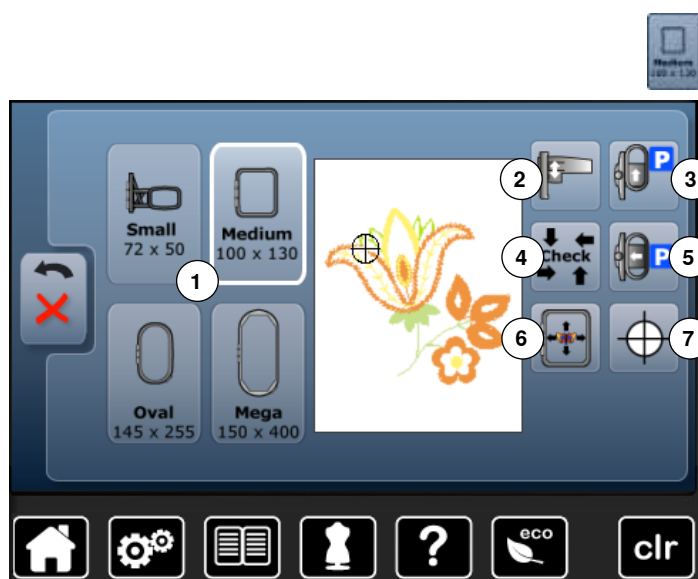 Medium
100 x 130
Small
72 x 50
Medium
100 x 130
1
2
P
3
4
Check
5
P
Oval
145 x 255
Mega
150 x 400
6
7
?
eco
clr